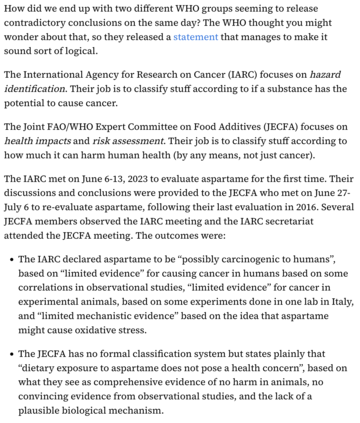 How did we end up with two different WHO groups seeming to release
contradictory conclusions on the same day? The WHO thought you might
wonder about that, so they released a statement that manages to make it
sound sort of logical.
The International Agency for Research on Cancer (IARC) focuses on hazard
identification. Their job is to classify stuff according to if a substance has the
potential to cause cancer.
The Joint FAO/WHO Expert Committee on Food Additives (JECFA) focuses on
health impacts and risk assessment. Their job is to classify stuff according to
how much it can harm human health (by any means, not just cancer).
The IARC met on June 6-13, 2023 to evaluate aspartame for the first time. Their
discussions and conclusions were provided to the JECFA who met on June 27-
July 6 to re-evaluate aspartame, following their last evaluation in 2016. Several
JECFA members observed the IARC meeting and the IARC secretariat
attended the JECFA meeting. The outcomes were:
• The IARC declared aspartame to be “possibly carcinogenic to humans”,
based on “limited evidence” for causing cancer in humans based on some
correlations in observational studies, “limited evidence” for cancer in
experimental animals, based on some experiments done in one lab in Italy,
and “limited mechanistic evidence” based on the idea that aspartame
might cause oxidative stress.
• The JECFA has no formal classification system but states plainly that
“dietary exposure to aspartame does not pose a health concern”, based on
what they see as comprehensive evidence of no harm in animals, no
convincing evidence from observational studies, and the lack of a
plausible biological mechanism.